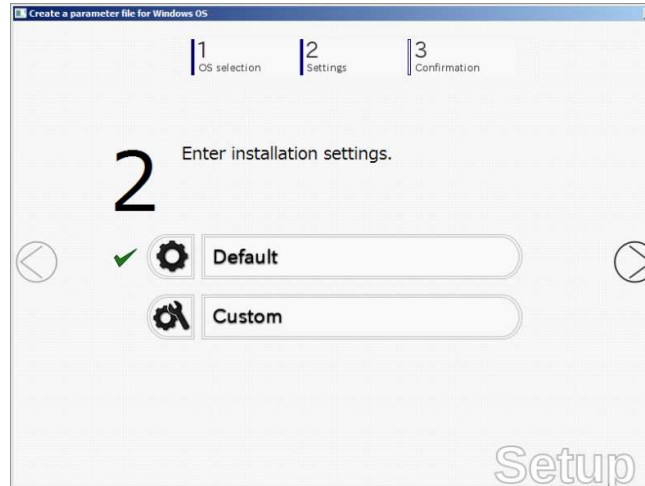 Create a parameter file for Windows OS
1
OS selection
2
Settings
3
Confirmation
2
Enter installation settings.
Default
Custom
Setup